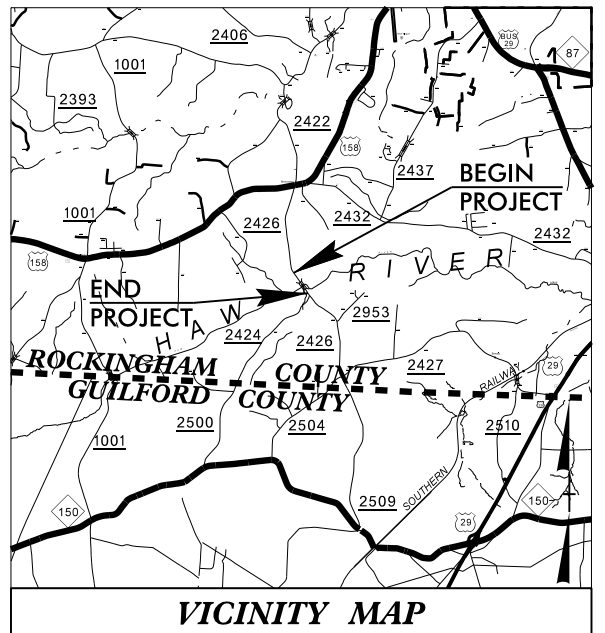 2406
BUS
29
87
1001
2393
2422
158
2437
BEGIN
PROJECT
1001
2426
2432
2432
158
RIVER
END
PROJECT
HAW
2953
2424
2426
ROCKINGHAM COUNTY
GUILFORD COUNTY
2427
29
RAILWAY
2500
2504
2510
1001
SOUTHERN
2509
150
150
29
VICINITY MAP